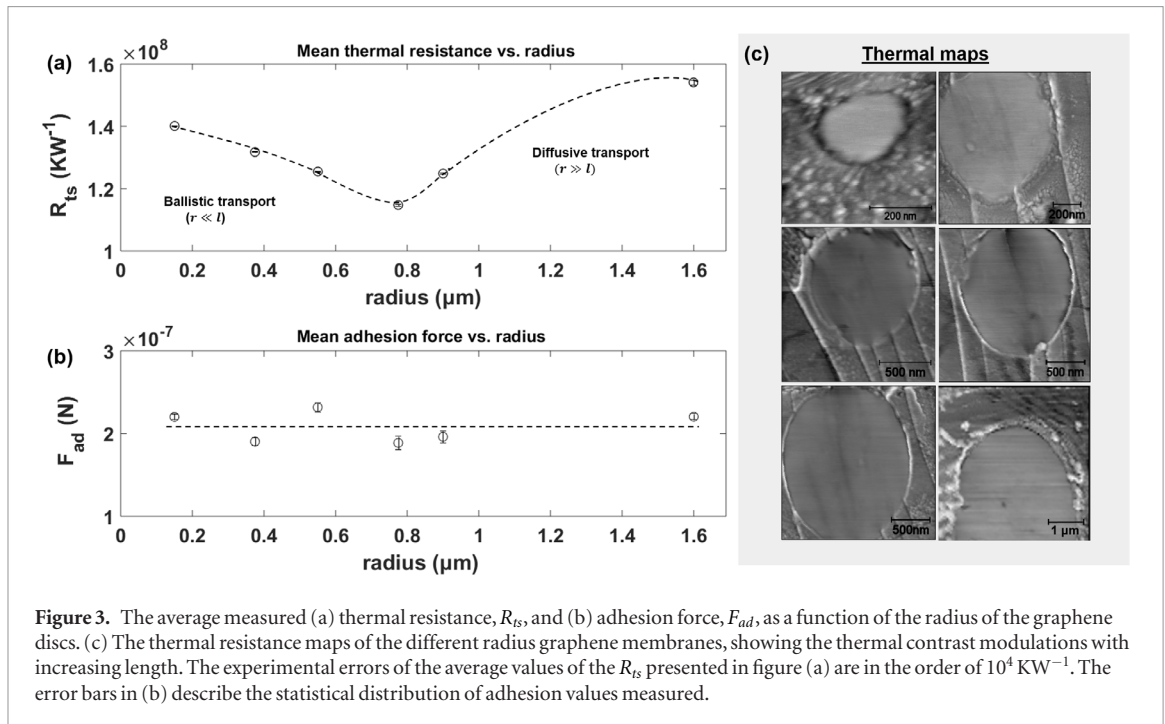 (a)
×10⁸
Mean thermal resistance vs. radius
1.6
1.4
1.2
1
R_ts (KW⁻¹)
Ballistic transport
(r ≪ l)
Diffusive transport
(r ≫ l)
0 0.2 0.4 0.6 0.8 1 1.2 1.4 1.6
radius (µm)
(b)
×10⁻⁷
Mean adhesion force vs. radius
3
2
1
F_ad (N)
0 0.2 0.4 0.6 0.8 1 1.2 1.4 1.6
radius (µm)
(c)
Thermal maps
200 nm
200nm
500 nm
500 nm
500nm
1 µm
Figure 3. The average measured (a) thermal resistance, R_ts, and (b) adhesion force, F_ad, as a function of the radius of the graphene
discs. (c) The thermal resistance maps of the different radius graphene membranes, showing the thermal contrast modulations with
increasing length. The experimental errors of the average values of the R_ts presented in figure (a) are in the order of 10⁴ KW⁻¹. The
error bars in (b) describe the statistical distribution of adhesion values measured.